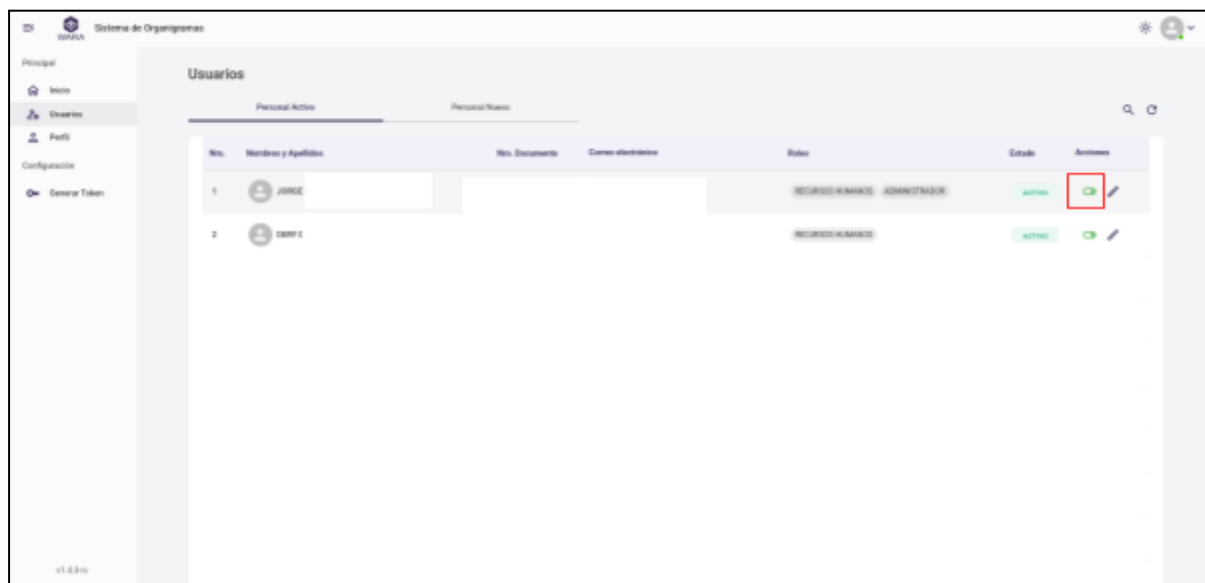 WARA Sistema de Organigramas
Principal
Inicio
Usuarios
Perfil
Configuración
Generar Token
Usuarios
Personal Activo Personal Nuevo
Nro. Nombres y Apellidos Nro. Documento Correo electrónico Roles Estado Acciones
1 JORGE RECURSOS HUMANOS ADMINISTRADOR ACTIVO
2 RECURSOS HUMANOS ACTIVO